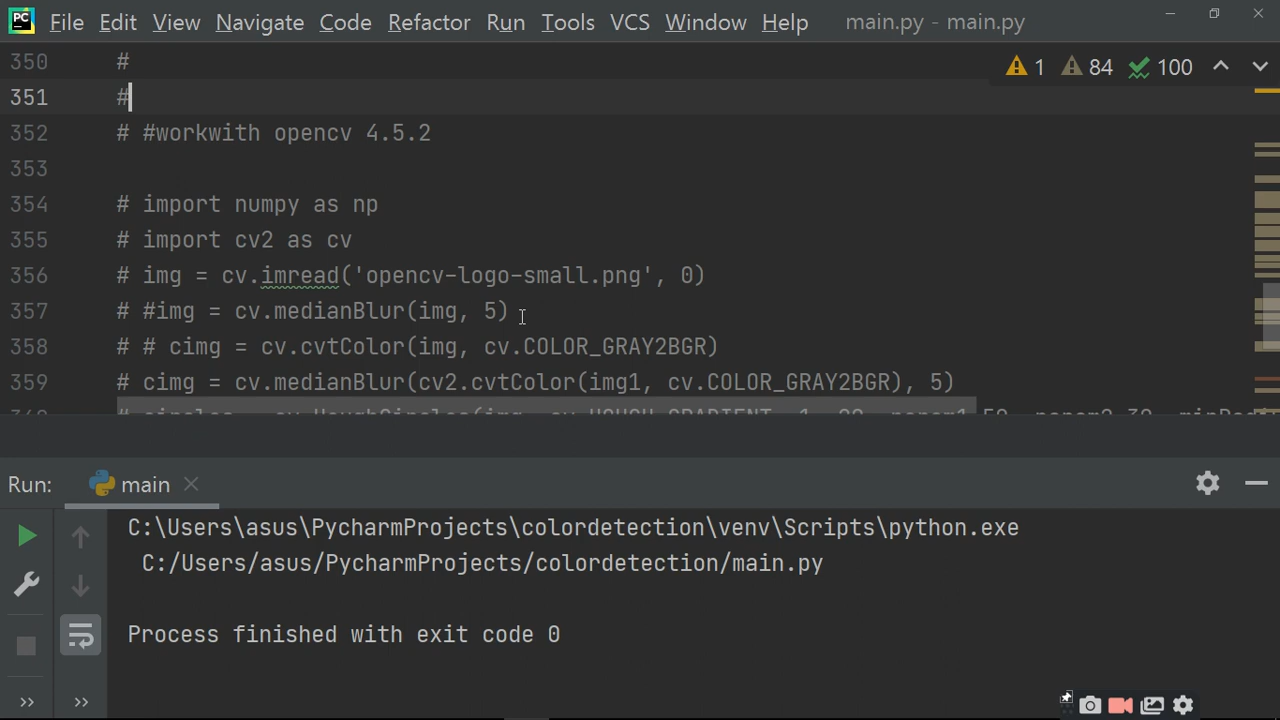 PC File Edit View Navigate Code Refactor Run Tools VCS Window Help main.py - main.py
1 84 100
350 #
351 #
352 # #workwith opencv 4.5.2
353
354 # import numpy as np
355 # import cv2 as cv
356 # img = cv.imread('opencv-logo-small.png', 0)
357 # #img = cv.medianBlur(img, 5)
358 # # cimg = cv.cvtColor(img, cv.COLOR_GRAY2BGR)
359 # cimg = cv.medianBlur(cv2.cvtColor(img1, cv.COLOR_GRAY2BGR), 5)
Run: main
C:\Users\asus\PycharmProjects\colordetection\venv\Scripts\python.exe
C:/Users/asus/PycharmProjects/colordetection/main.py
Process finished with exit code 0